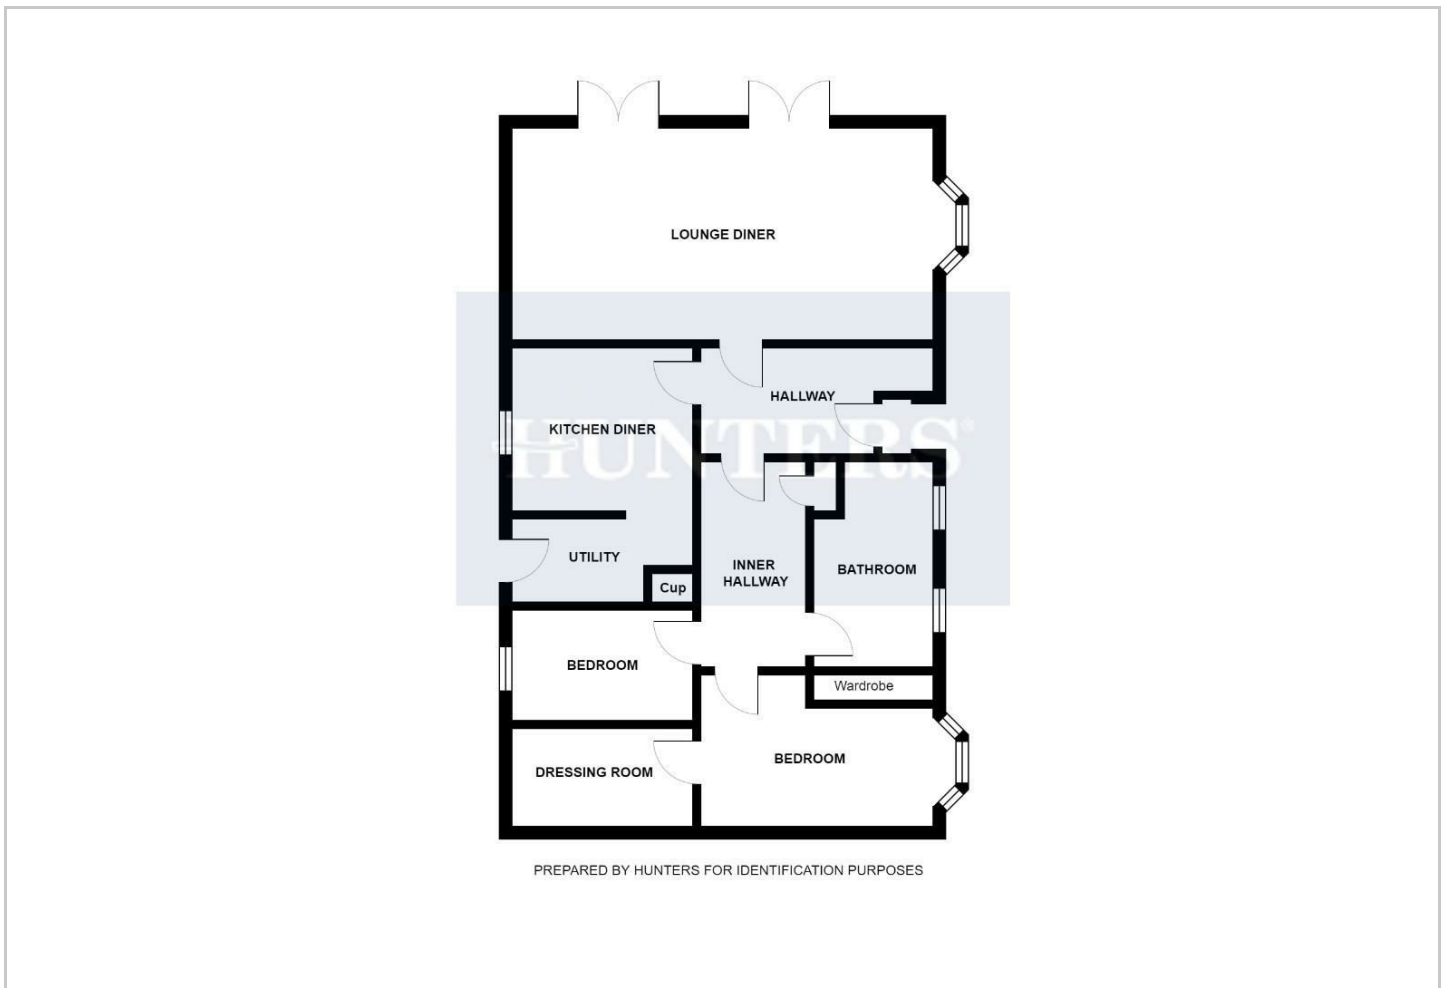 LOUNGE DINER
HALLWAY
KITCHEN DINER
HUNTERS®
UTILITY
INNER
HALLWAY
BATHROOM
Cup
BEDROOM
Wardrobe
BEDROOM
DRESSING ROOM
PREPARED BY HUNTERS FOR IDENTIFICATION PURPOSES